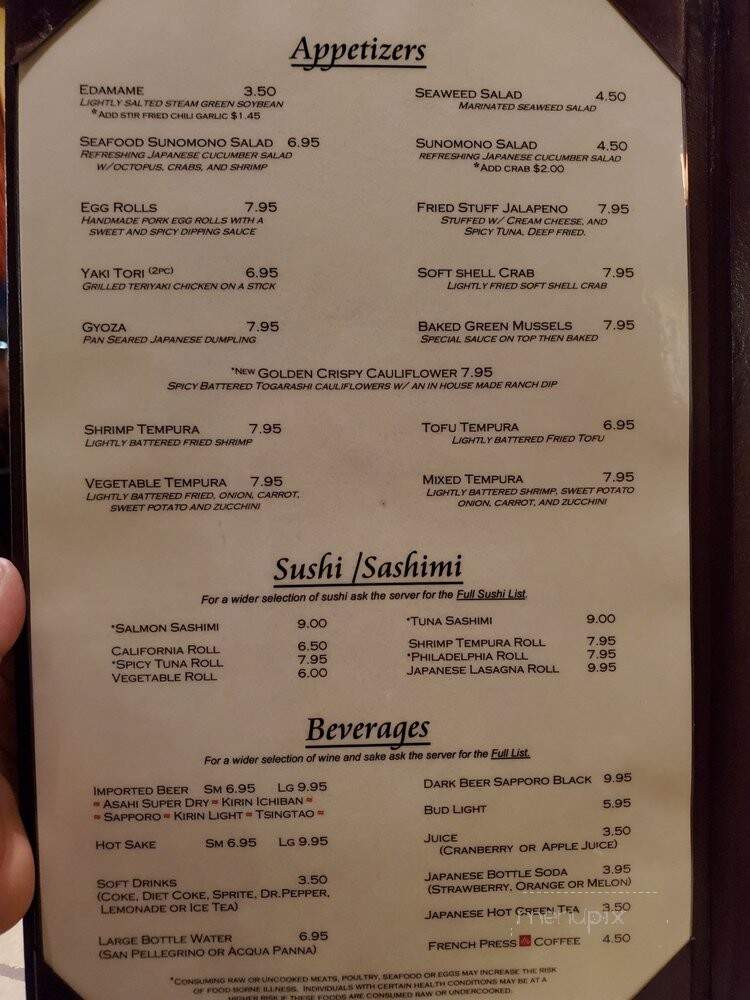 Appetizers
Edamame 3.50
Lightly salted steam green soybean
*Add stir fried chili garlic $1.45
Seaweed Salad 4.50
Marinated seaweed salad
Seafood Sunomono Salad 6.95
Refreshing Japanese cucumber salad
w/octopus, crabs, and shrimp
Sunomono Salad 4.50
Refreshing Japanese cucumber salad
*Add crab $2.00
Egg Rolls 7.95
Handmade pork egg rolls with a
sweet and spicy dipping sauce
Fried Stuff Jalapeno 7.95
Stuffed w/ Cream cheese, and
Spicy Tuna, Deep fried.
Yaki Tori (2pc) 6.95
Grilled teriyaki chicken on a stick
Soft shell Crab 7.95
Lightly fried soft shell crab
Gyoza 7.95
Pan Seared Japanese dumpling
Baked Green Mussels 7.95
Special sauce on top then baked
*New Golden Crispy Cauliflower 7.95
Spicy Battered Togarashi cauliflowers w/ an in house made ranch dip
Shrimp Tempura 7.95
Lightly battered fried shrimp
Tofu Tempura 6.95
Lightly battered Fried Tofu
Vegetable Tempura 7.95
Lightly battered fried, onion, carrot,
sweet potato and zucchini
Mixed Tempura 7.95
Lightly battered shrimp, sweet potato
onion, carrot, and zucchini
Sushi /Sashimi
For a wider selection of sushi ask the server for the Full Sushi List.
*Salmon Sashimi 9.00
California Roll 6.50
*Spicy Tuna Roll 7.95
Vegetable Roll 6.00
*Tuna Sashimi 9.00
Shrimp Tempura Roll 7.95
*Philadelphia Roll 7.95
Japanese Lasagna Roll 9.95
Beverages
For a wider selection of wine and sake ask the server for the Full List.
Imported Beer Sm 6.95 Lg 9.95
≈ Asahi Super Dry ≈ Kirin Ichiban ≈
≈ Sapporo ≈ Kirin Light ≈ Tsingtao ≈
Dark Beer Sapporo Black 9.95
Bud Light 5.95
Hot Sake Sm 6.95 Lg 9.95
Juice 3.50
(Cranberry or Apple Juice)
Soft Drinks 3.50
(Coke, Diet Coke, Sprite, Dr.Pepper,
Lemonade or Ice Tea)
Japanese Bottle Soda 3.95
(Strawberry, Orange or Melon)
Japanese Hot Green Tea 3.50
Large Bottle Water 6.95
(San Pellegrino or Acqua Panna)
French Press Coffee 4.50
menupix
*Consuming raw or uncooked meats, poultry, seafood or eggs may increase the risk
of food borne illness. Individuals with certain health conditions may be at a
higher risk if these foods are consumed raw or undercooked.